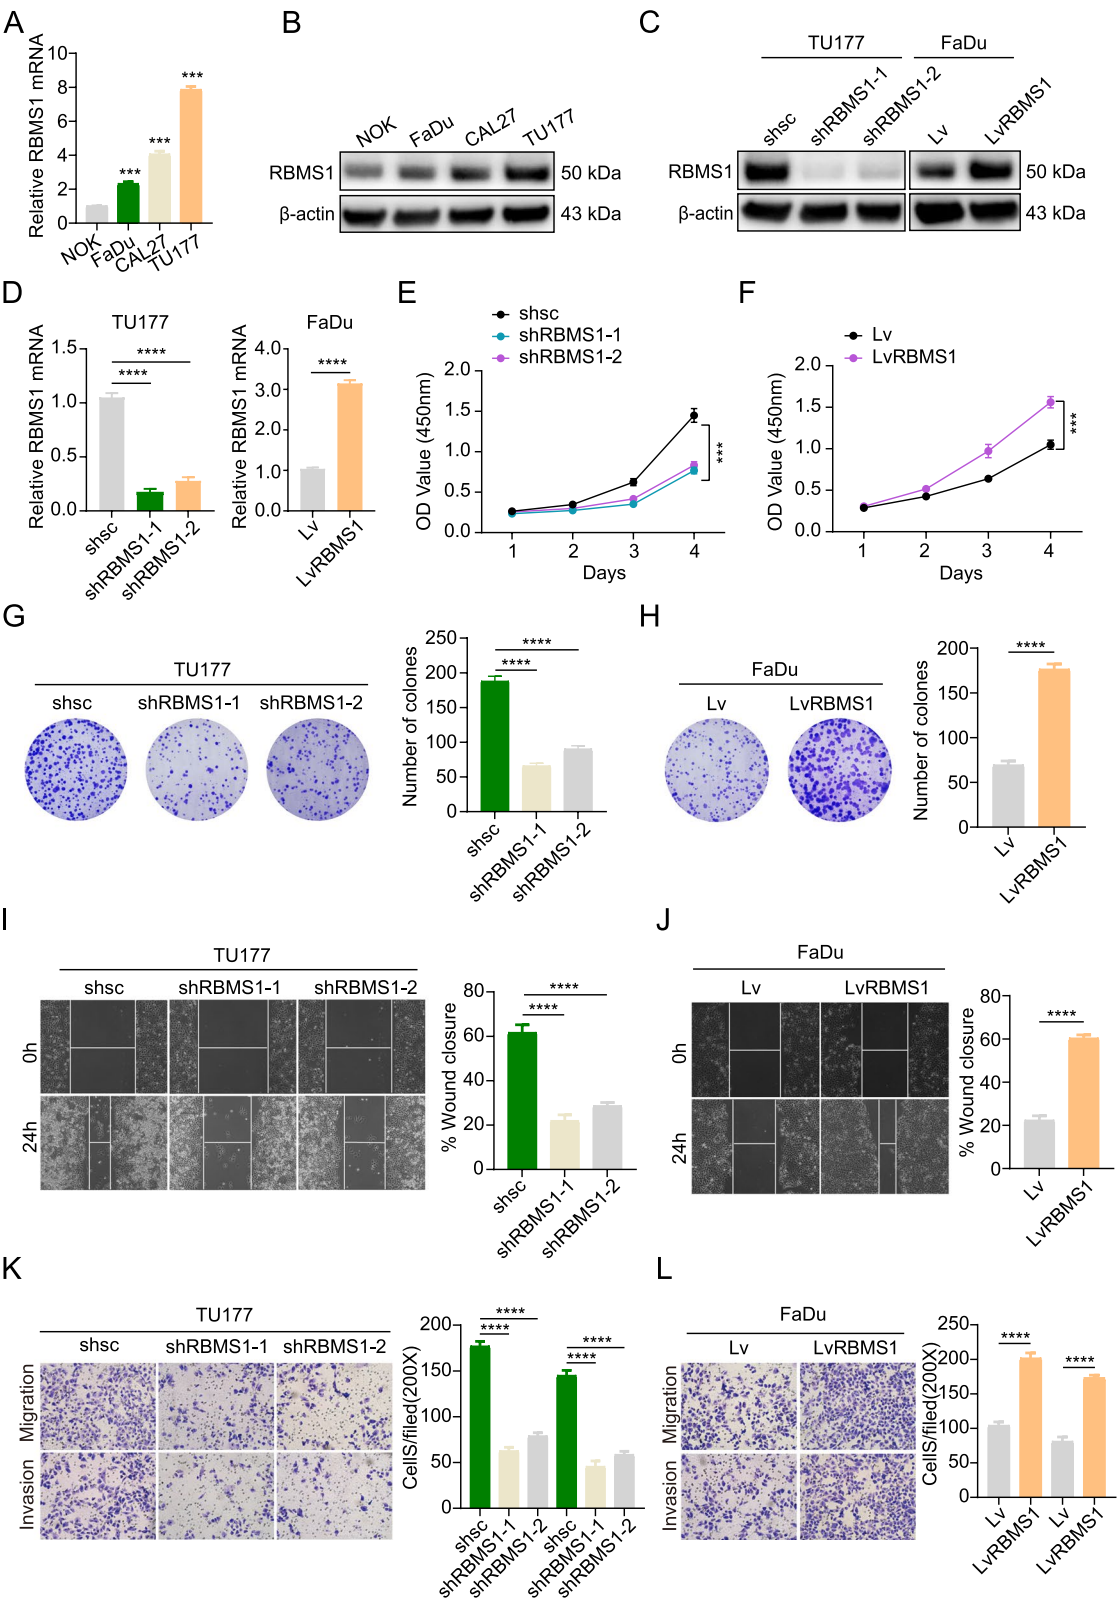 A
Relative RBMS1 mRNA
10
8
6
4
2
0
***
***
***
NOK
FaDu
CAL27
TU177
B
NOK
FaDu
CAL27
TU177
RBMS1
50 kDa
β-actin
43 kDa
C
TU177
FaDu
shsc
shRBMS1-1
shRBMS1-2
Lv
LvRBMS1
RBMS1
50 kDa
β-actin
43 kDa
D
TU177
Relative RBMS1 mRNA
1.5
1.0
0.5
0.0
****
****
shsc
shRBMS1-1
shRBMS1-2
FaDu
Relative RBMS1 mRNA
4.0
3.0
2.0
1.0
0.0
****
Lv
LvRBMS1
E
shsc
shRBMS1-1
shRBMS1-2
OD Value (450nm)
2.0
1.5
1.0
0.5
0.0
***
1 2 3 4
Days
F
Lv
LvRBMS1
OD Value (450nm)
2.0
1.5
1.0
0.5
0.0
***
1 2 3 4
Days
G
TU177
shsc shRBMS1-1 shRBMS1-2
Number of colones
250
200
150
100
50
0
****
****
shsc
shRBMS1-1
shRBMS1-2
H
FaDu
Lv LvRBMS1
Number of colones
200
150
100
50
0
****
Lv
LvRBMS1
I
TU177
shsc shRBMS1-1 shRBMS1-2
0h
24h
% Wound closure
80
60
40
20
0
****
****
shsc
shRBMS1-1
shRBMS1-2
J
FaDu
Lv LvRBMS1
0h
24h
% Wound closure
80
60
40
20
0
****
Lv
LvRBMS1
K
TU177
shsc shRBMS1-1 shRBMS1-2
Migration
Invasion
CellS/filed(200X)
200
150
100
50
0
****
****
****
****
shsc
shRBMS1-1
shRBMS1-2
shsc
shRBMS1-1
shRBMS1-2
L
FaDu
Lv LvRBMS1
Migration
Invasion
CellS/filed(200X)
250
200
150
100
50
0
****
****
Lv
LvRBMS1
Lv
LvRBMS1